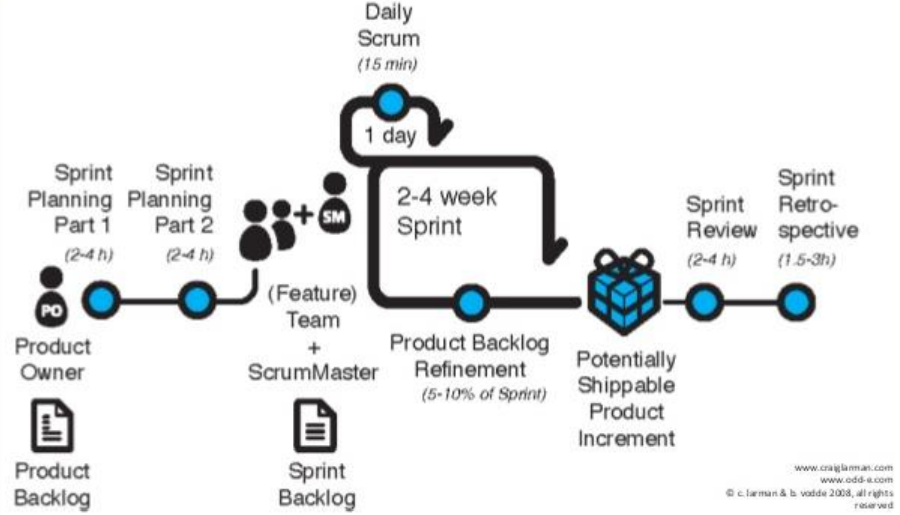 Daily
Scrum
(15 min)
1 day
Sprint
Planning
Part 1
(2-4 h)
Sprint
Planning
Part 2
(2-4 h)
SM
2-4 week
Sprint
Sprint
Review
(2-4 h)
Sprint
Retro-
spective
(1.5-3h)
PO
Product
Owner
(Feature)
Team
+
ScrumMaster
Product Backlog
Refinement
(5-10% of Sprint)
Potentially
Shippable
Product
Increment
Product
Backlog
Sprint
Backlog
www.craiglarman.com
www.odd-e.com
© c. larman & b. vodde 2008, all rights
reserved